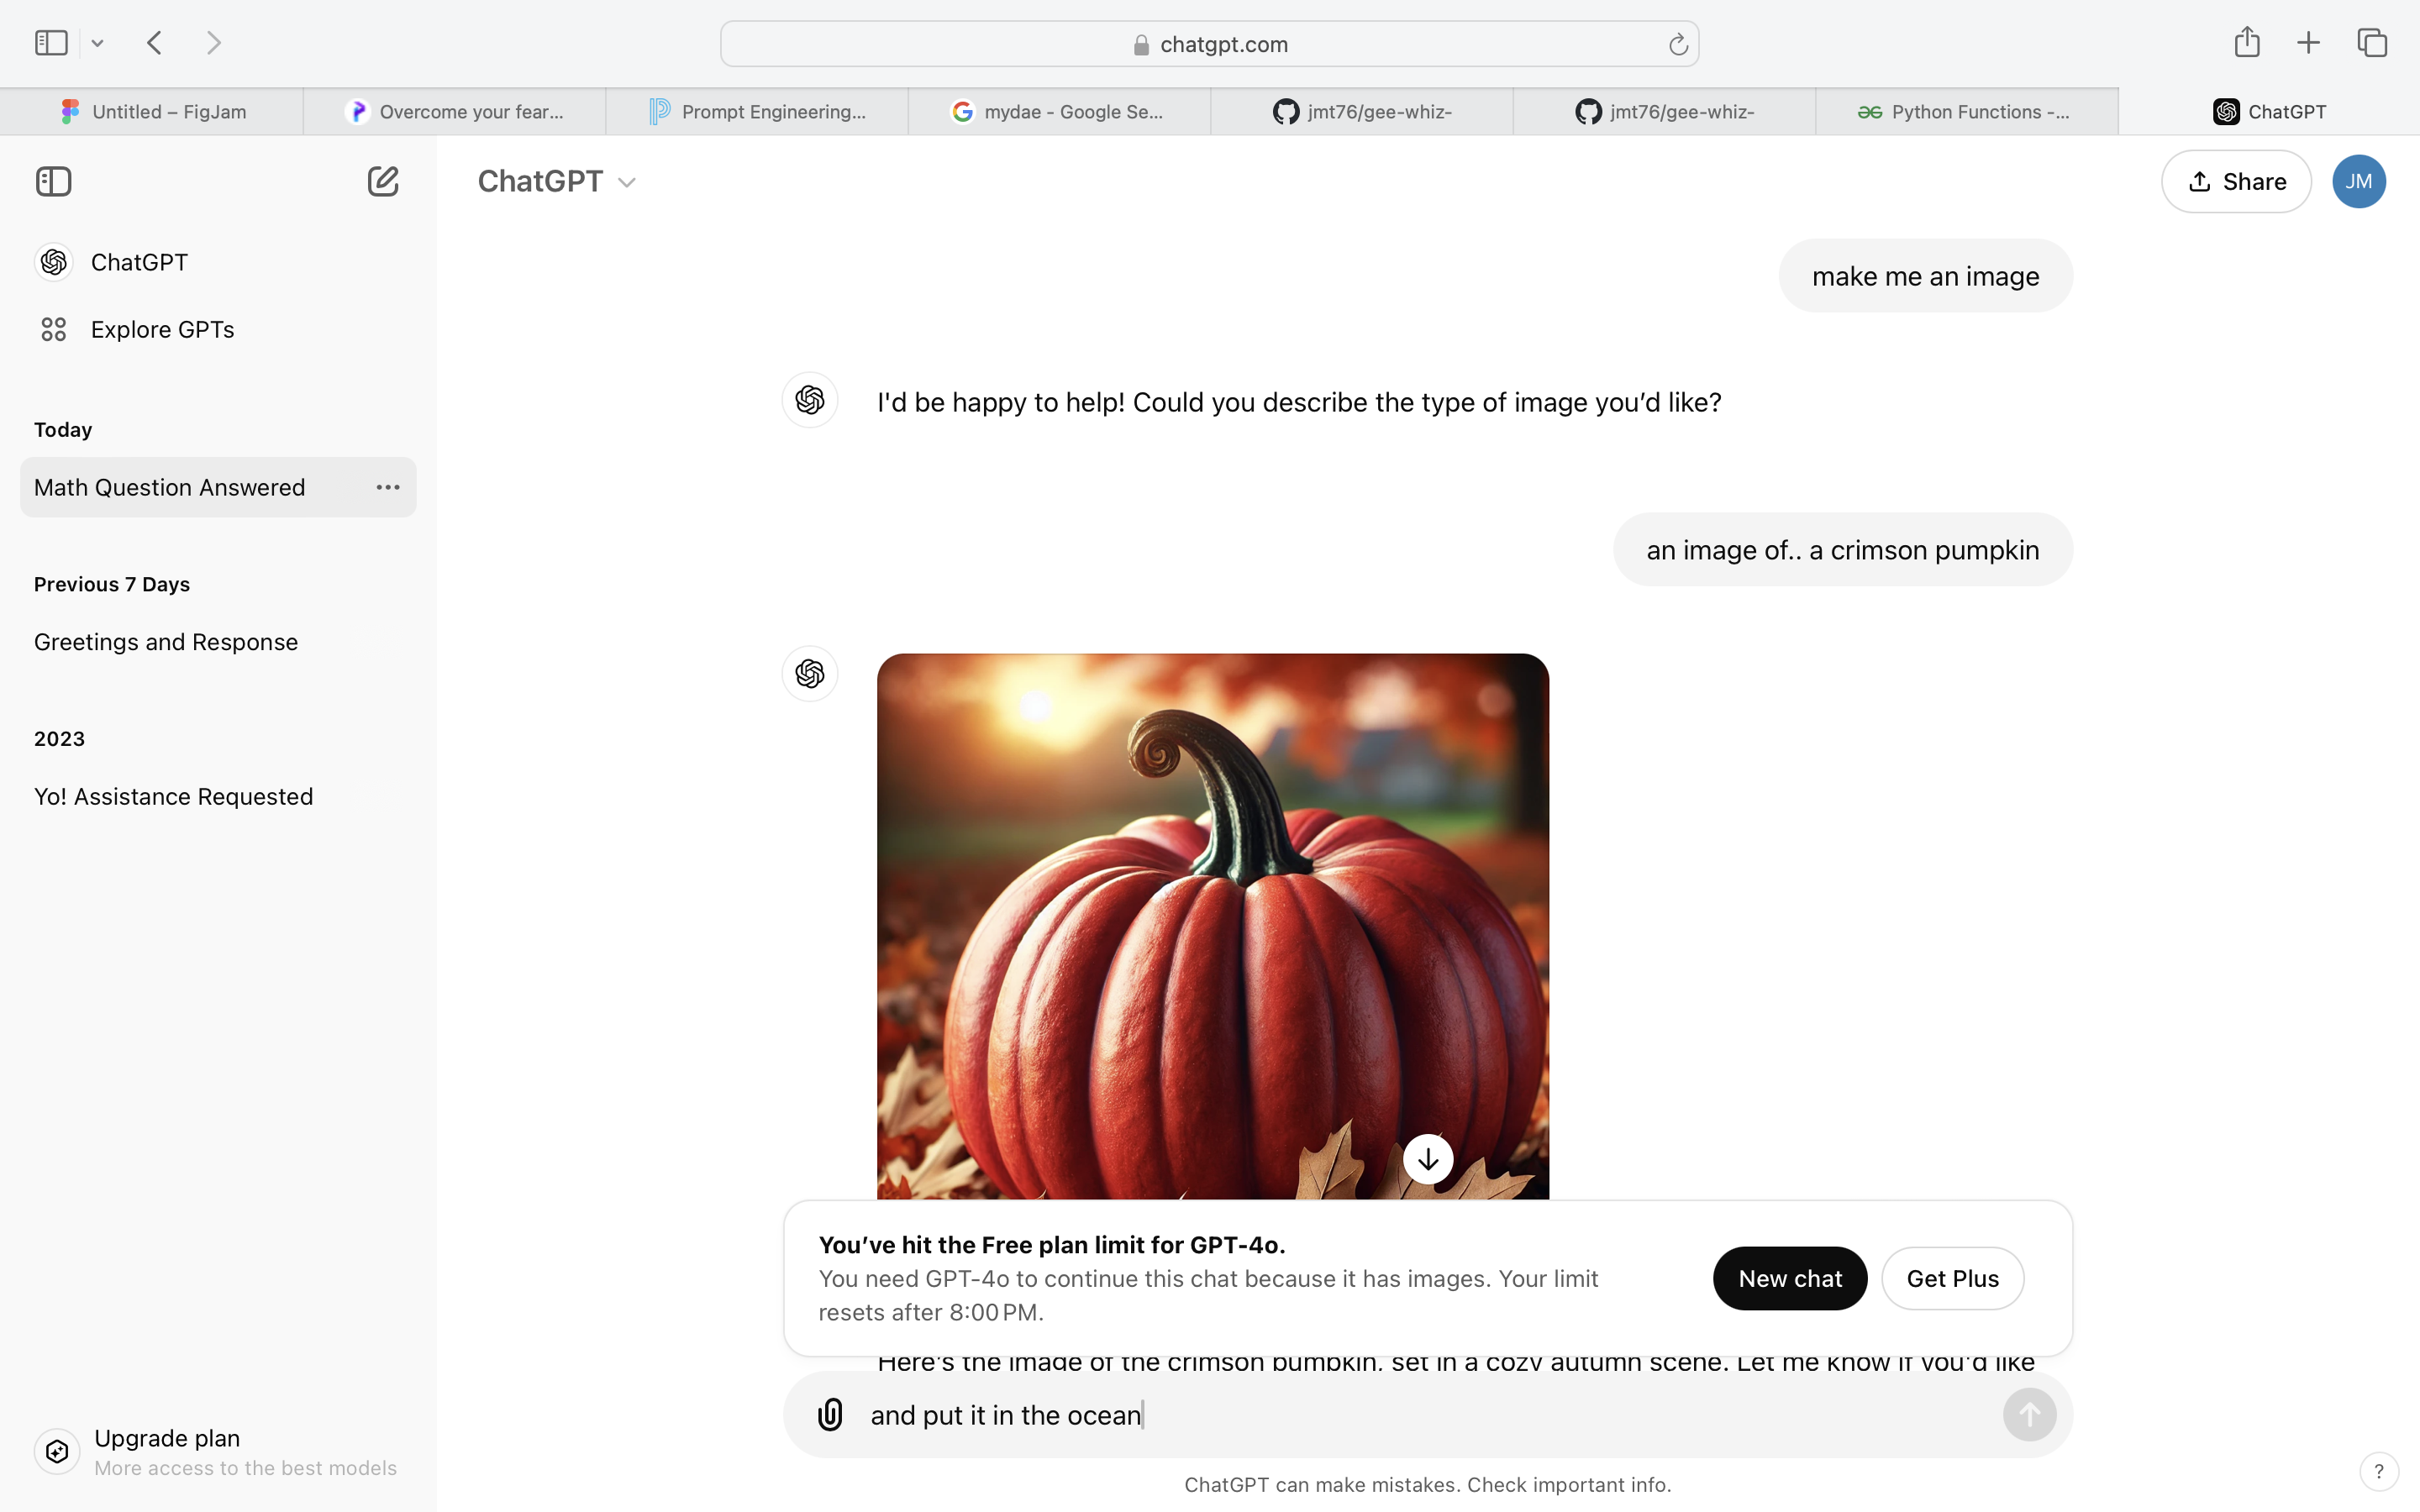 chatgpt.com
Untitled – FigJam
Overcome your fear...
Prompt Engineering...
mydae - Google Se...
jmt76/gee-whiz-
jmt76/gee-whiz-
Python Functions -...
ChatGPT
ChatGPT
Share
JM
ChatGPT
Explore GPTs
Today
Math Question Answered
Previous 7 Days
Greetings and Response
2023
Yo! Assistance Requested
Upgrade plan
More access to the best models
make me an image
I'd be happy to help! Could you describe the type of image you’d like?
an image of.. a crimson pumpkin
You’ve hit the Free plan limit for GPT-4o.
You need GPT-4o to continue this chat because it has images. Your limit
resets after 8:00 PM.
New chat
Get Plus
Here's the image of the crimson pumpkin, set in a cozy autumn scene. Let me know if you'd like
and put it in the ocean
ChatGPT can make mistakes. Check important info.
?